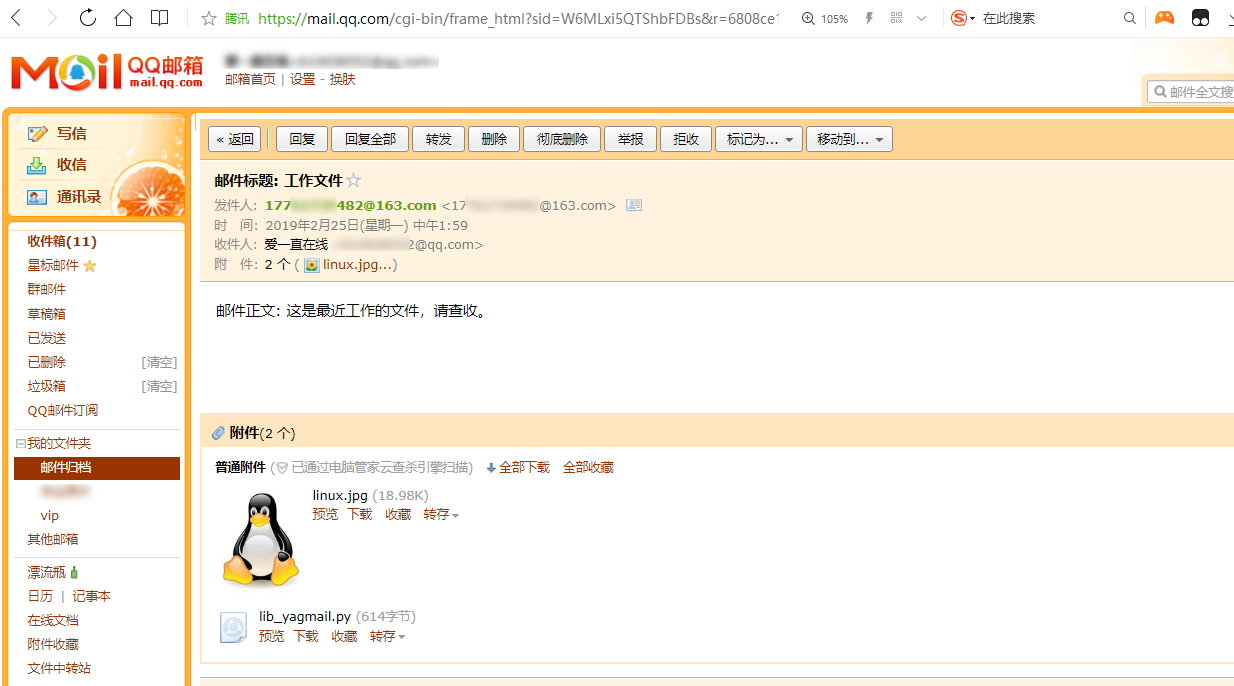 腾讯 https://mail.qq.com/cgi-bin/frame_html?sid=W6MLxi5QTShbFDBs&r=6808ce1 105% 在此搜索
Mail QQ邮箱
mail.qq.com
邮箱首页 | 设置 - 换肤
邮件全文搜
写信
收信
通讯录
收件箱(11)
星标邮件
群邮件
草稿箱
已发送
已删除 [清空]
垃圾箱 [清空]
QQ邮件订阅
我的文件夹
邮件归档
vip
其他邮箱
漂流瓶
日历 | 记事本
在线文档
附件收藏
文件中转站
« 返回 回复 回复全部 转发 删除 彻底删除 举报 拒收 标记为... 移动到...
邮件标题: 工作文件
发件人: 177 482@163.com <17 @163.com>
时 间: 2019年2月25日(星期一) 中午1:59
收件人: 爱一直在线 2@qq.com>
附 件: 2 个 ( linux.jpg...)
邮件正文：这是最近工作的文件，请查收。
附件(2 个)
普通附件 (已通过电脑管家云查杀引擎扫描) 全部下载 全部收藏
linux.jpg (18.98K)
预览 下载 收藏 转存
lib_yagmail.py (614字节)
预览 下载 收藏 转存